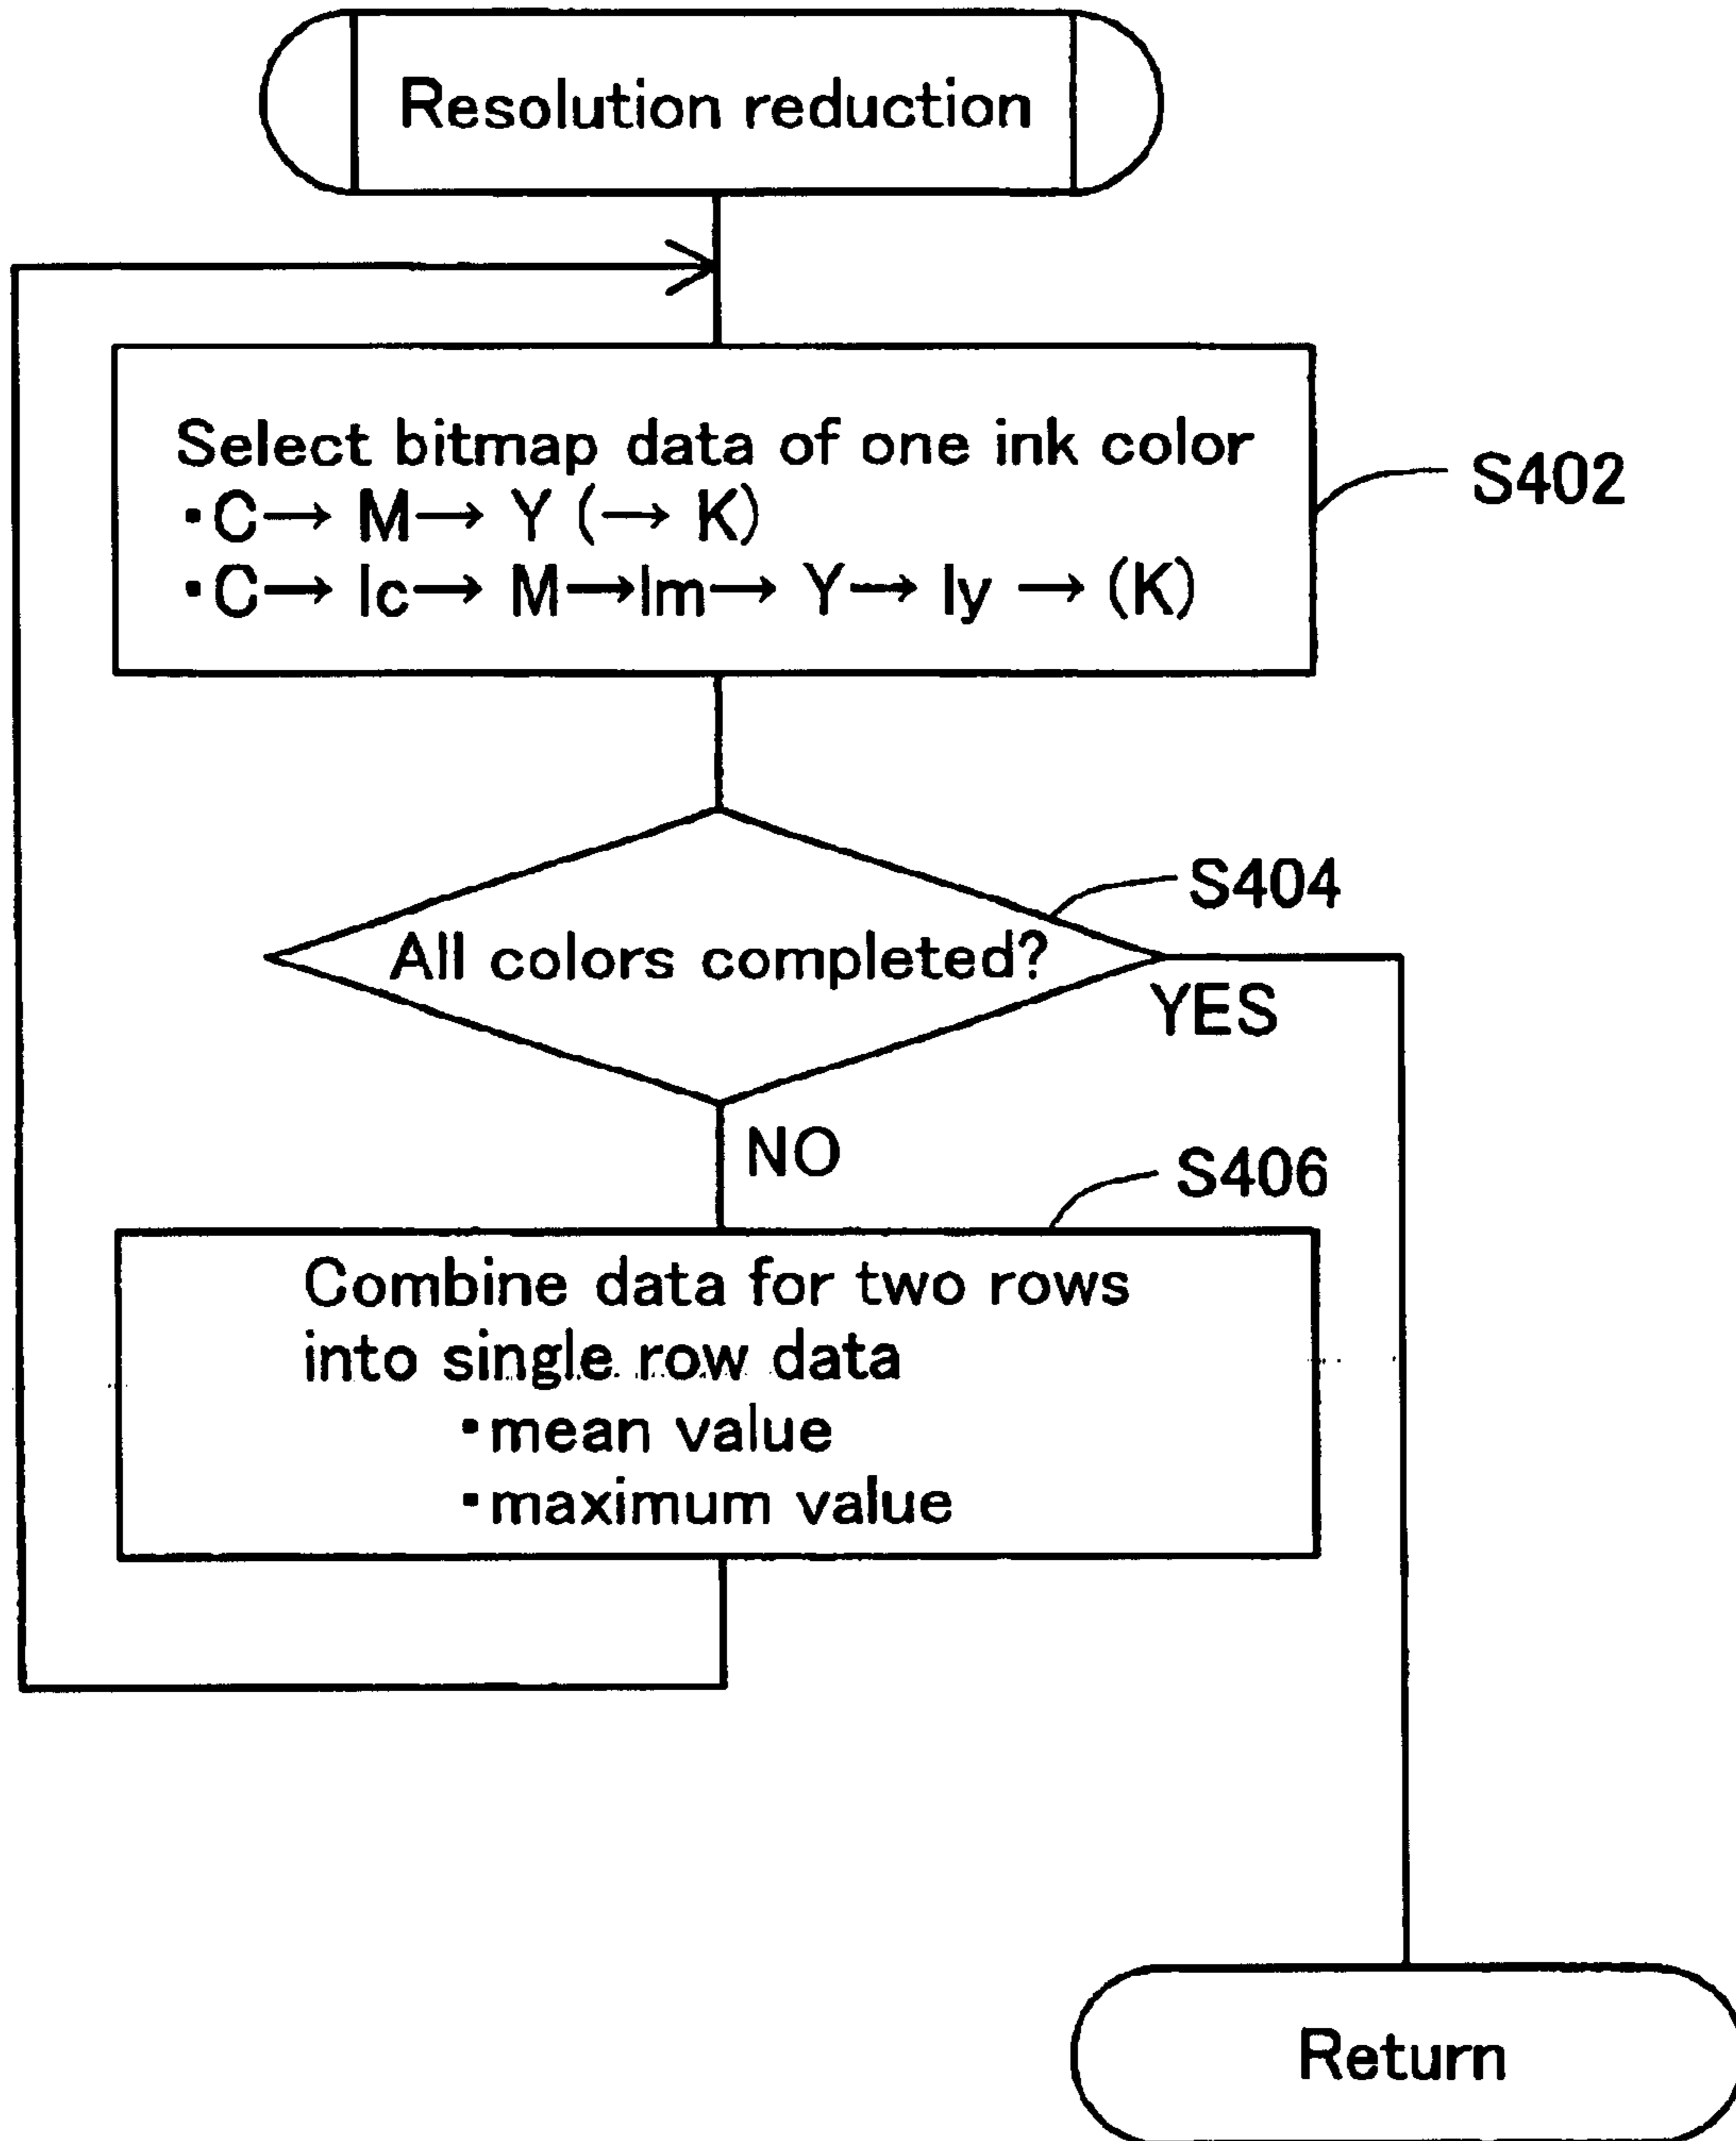 Resolution reduction
Select bitmap data of one ink color
・C→ M→ Y (→ K)
・C→ lc→ M→lm→ Y→ ly →(K)
S402
S404
All colors completed?
YES
NO
S406
Combine data for two rows
into single row data
・mean value
・maximum value
Return